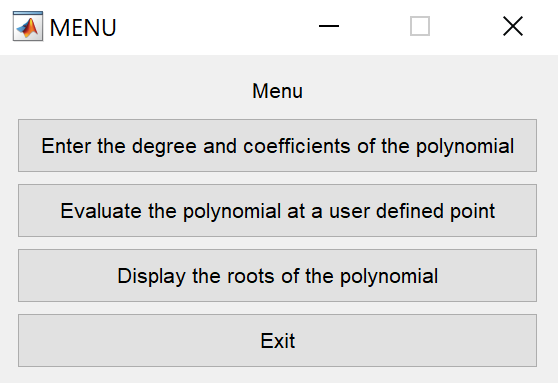 MENU
Menu
Enter the degree and coefficients of the polynomial
Evaluate the polynomial at a user defined point
Display the roots of the polynomial
Exit